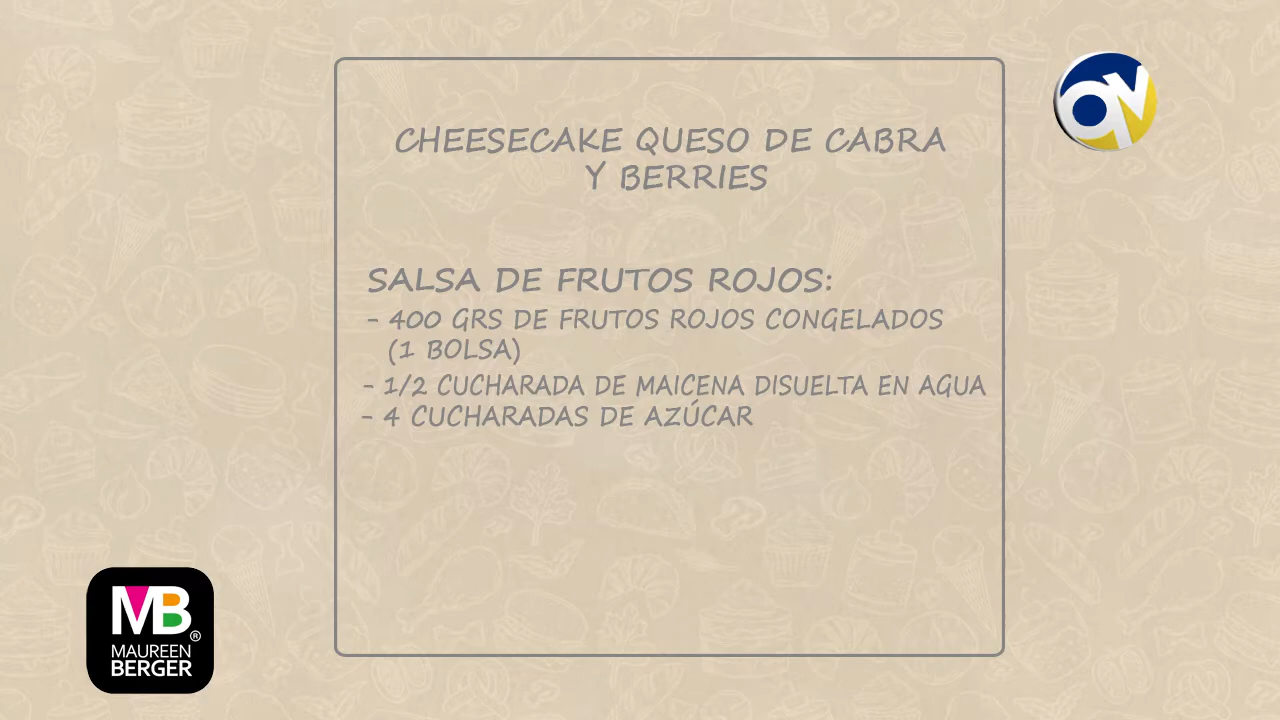 CHEESECAKE QUESO DE CABRA
Y BERRIES
SALSA DE FRUTOS ROJOS:
- 400 GRS DE FRUTOS ROJOS CONGELADOS
(1 BOLSA)
- 1/2 CUCHARADA DE MAICENA DISUELTA EN AGUA
- 4 CUCHARADAS DE AZÚCAR
ON
MB®
MAUREEN
BERGER